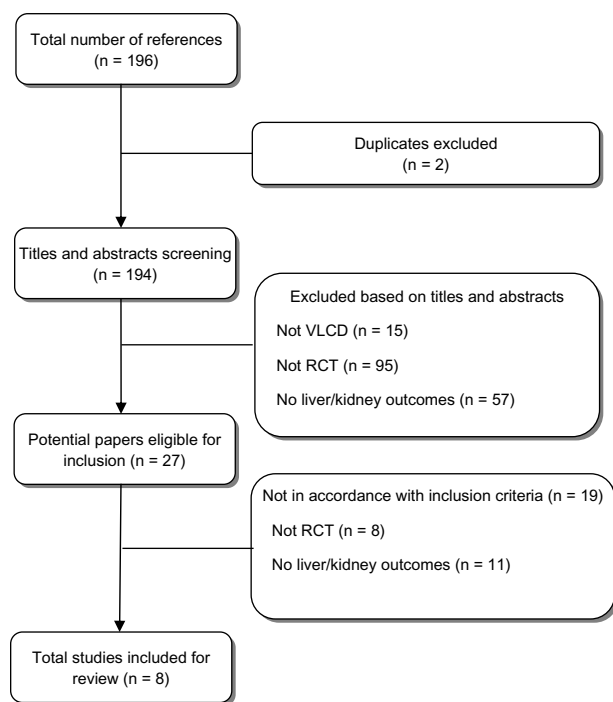 Total number of references
(n = 196)
Duplicates excluded
(n = 2)
Titles and abstracts screening
(n = 194)
Excluded based on titles and abstracts
Not VLCD (n = 15)
Not RCT (n = 95)
No liver/kidney outcomes (n = 57)
Potential papers eligible for
inclusion (n = 27)
Not in accordance with inclusion criteria (n = 19)
Not RCT (n = 8)
No liver/kidney outcomes (n = 11)
Total studies included for
review (n = 8)